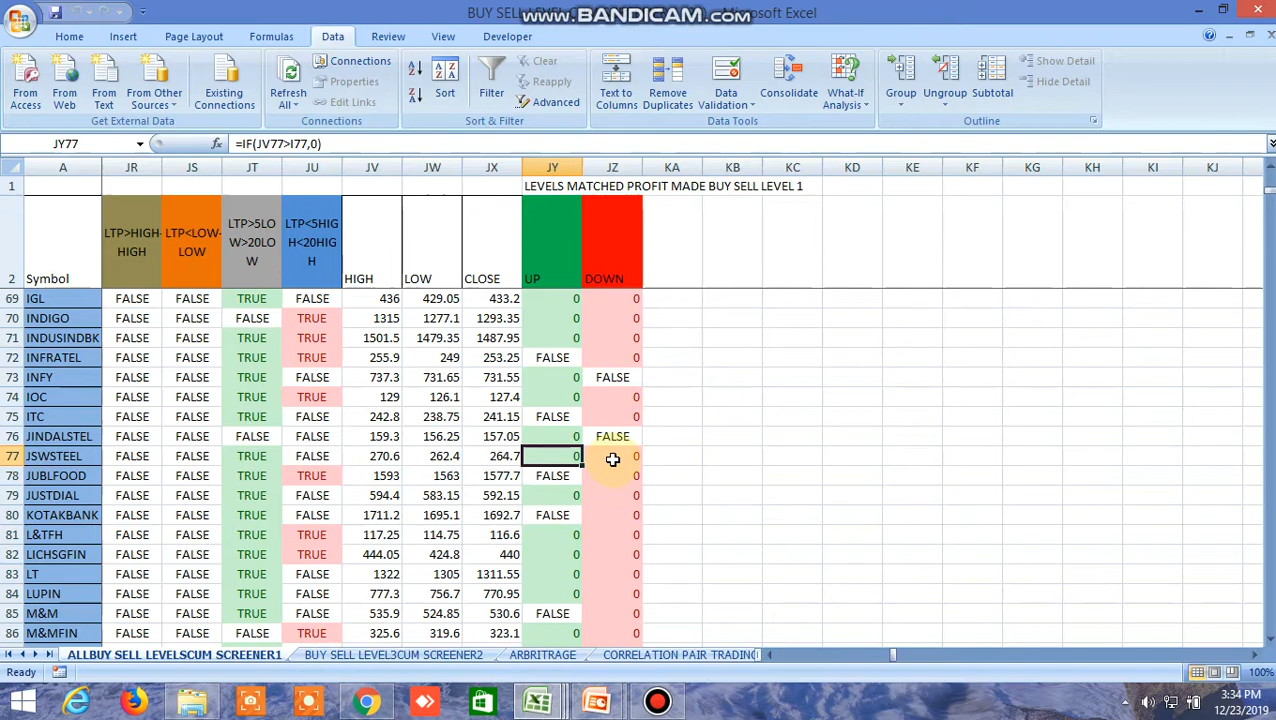 BUY SELL LEVEL
www.BANDICAM.com
Microsoft Excel
Home Insert Page Layout Formulas Data Review View Developer
From Access
From Web
From Text
From Other Sources
Existing Connections
Get External Data
Refresh All
Connections
Properties
Edit Links
Connections
Sort
Filter
Clear
Reapply
Advanced
Sort & Filter
Text to Columns
Remove Duplicates
Data Validation
Consolidate
What-If Analysis
Data Tools
Group
Ungroup
Subtotal
Show Detail
Hide Detail
Outline
JY77 fx =IF(JV77>I77,0)
A JR JS JT JU JV JW JX JY JZ KA KB KC KD KE KF KG KH KI KJ
1 LEVELS MATCHED PROFIT MADE BUY SELL LEVEL 1
2 Symbol LTP>HIGH-HIGH LTP<LOW-LOW LTP>5LOW>20LOW LTP<5HIGH<20HIGH HIGH LOW CLOSE UP DOWN
69 IGL FALSE FALSE TRUE FALSE 436 429.05 433.2 0 0
70 INDIGO FALSE FALSE FALSE TRUE 1315 1277.1 1293.35 0 0
71 INDUSINDBK FALSE FALSE TRUE TRUE 1501.5 1479.35 1487.95 0 0
72 INFRATEL FALSE FALSE TRUE TRUE 255.9 249 253.25 FALSE 0
73 INFY FALSE FALSE TRUE FALSE 737.3 731.65 731.55 0 FALSE
74 IOC FALSE FALSE TRUE TRUE 129 126.1 127.4 0 0
75 ITC FALSE FALSE TRUE FALSE 242.8 238.75 241.15 FALSE 0
76 JINDALSTEL FALSE FALSE FALSE FALSE 159.3 156.25 157.05 0 FALSE
77 JSWSTEEL FALSE FALSE TRUE FALSE 270.6 262.4 264.7 0 0
78 JUBLFOOD FALSE FALSE TRUE TRUE 1593 1563 1577.7 FALSE 0
79 JUSTDIAL FALSE FALSE TRUE FALSE 594.4 583.15 592.15 0 0
80 KOTAKBANK FALSE FALSE TRUE FALSE 1711.2 1695.1 1692.7 FALSE 0
81 L&TFH FALSE FALSE TRUE TRUE 117.25 114.75 116.6 0 0
82 LICHSGFIN FALSE FALSE TRUE TRUE 444.05 424.8 440 0 0
83 LT FALSE FALSE TRUE FALSE 1322 1305 1311.55 0 0
84 LUPIN FALSE FALSE TRUE FALSE 777.3 756.7 770.95 0 0
85 M&M FALSE FALSE TRUE FALSE 535.9 524.85 530.6 FALSE 0
86 M&MFIN FALSE FALSE FALSE TRUE 325.6 319.6 323.1 0 0
ALLBUY SELL LEVELSCUM SCREENER1 BUY SELL LEVEL3CUM SCREENER2 ARBITRAGE CORRELATION PAIR TRADING
Ready 100%
3:34 PM
12/23/2019